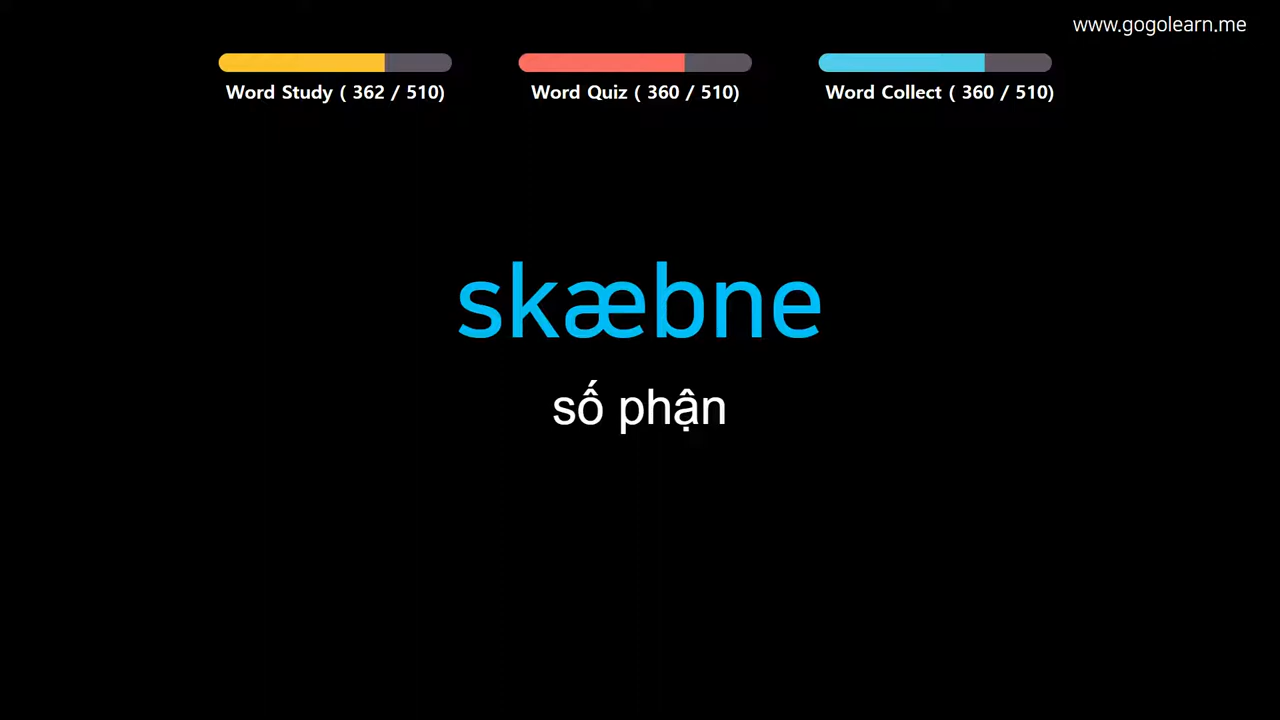 www.gogolearn.me
Word Study ( 362 / 510)
Word Quiz ( 360 / 510)
Word Collect ( 360 / 510)
skæbne
số phận